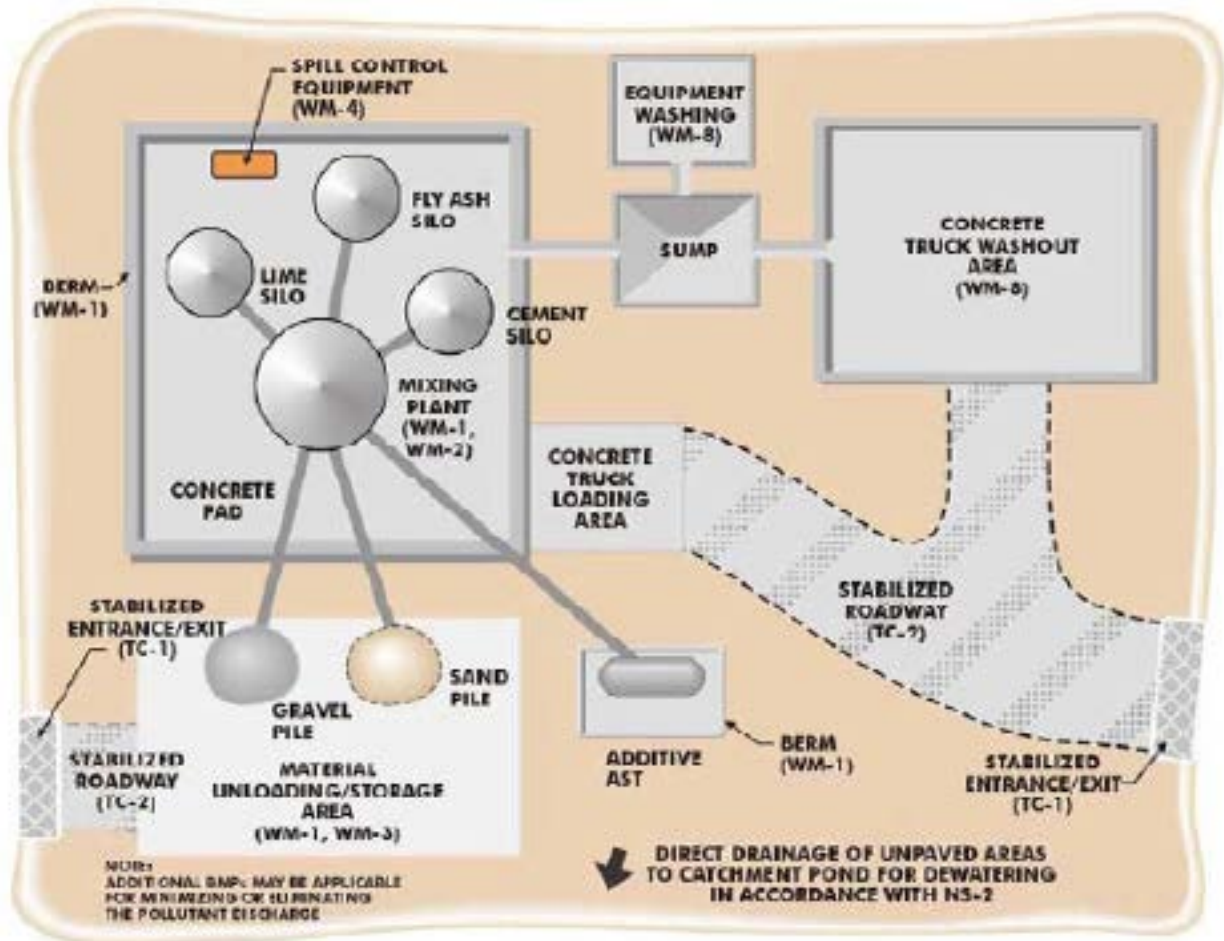 SPILL CONTROL
EQUIPMENT
(WM-4)
EQUIPMENT
WASHING
(WM-8)
FLY ASH
SILO
SUMP
CONCRETE
TRUCK WASHOUT
AREA
(WM-8)
LIME
SILO
BERM
(WM-1)
CEMENT
SILO
MIXING
PLANT
(WM-1,
WM-2)
CONCRETE
PAD
CONCRETE
TRUCK
LOADING
AREA
STABILIZED
ENTRANCE/EXIT
(TC-1)
STABILIZED
ROADWAY
(TC-2)
SAND
PILE
GRAVEL
PILE
STABILIZED
ROADWAY
(TC-2)
MATERIAL
UNLOADING/STORAGE
AREA
(WM-1, WM-3)
ADDITIVE
AST
BERM
(WM-1)
STABILIZED
ENTRANCE/EXIT
(TC-1)
NOTE:
ADDITIONAL BMPs MAY BE APPLICABLE
FOR MINIMIZING OR ELIMINATING
THE POLLUTANT DISCHARGE
DIRECT DRAINAGE OF UNPAVED AREAS
TO CATCHMENT POND FOR DEWATERING
IN ACCORDANCE WITH NS-2